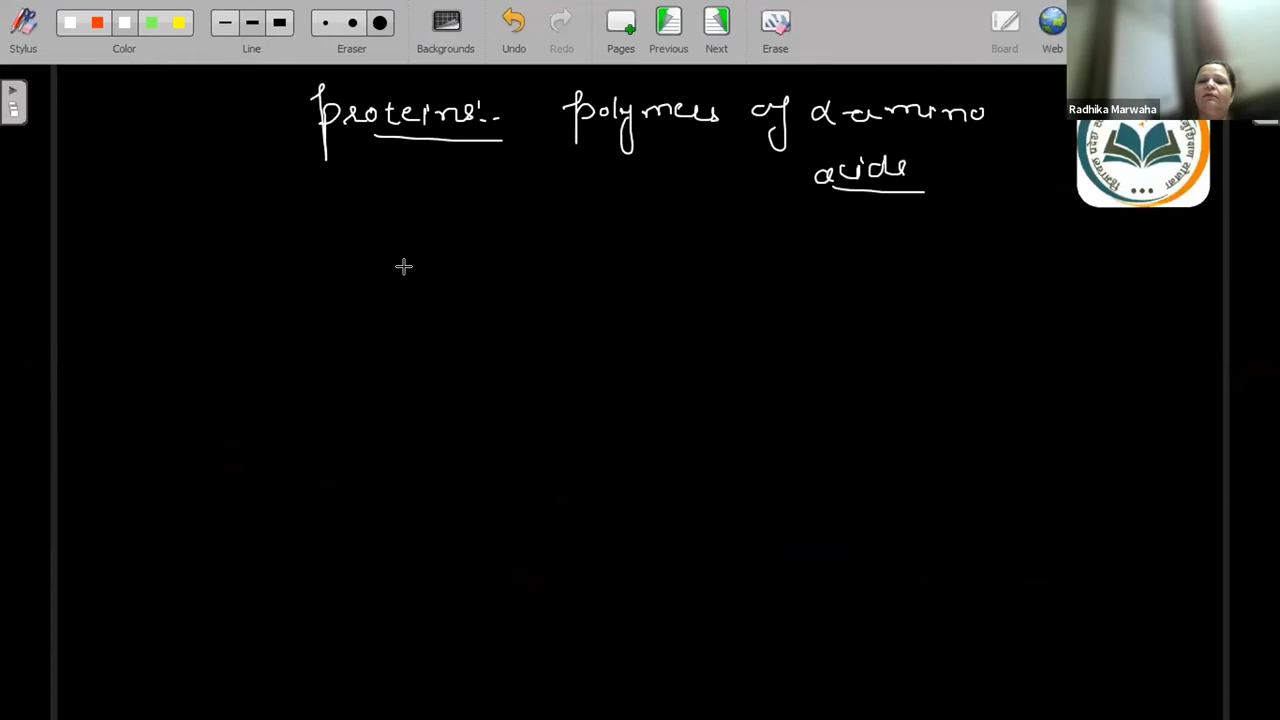 Stylus
Color
Line
Eraser
Backgrounds
Undo
Redo
Pages
Previous
Next
Erase
Board
Web
Radhika Marwaha
Proteins:- polymers of α-amino
acids